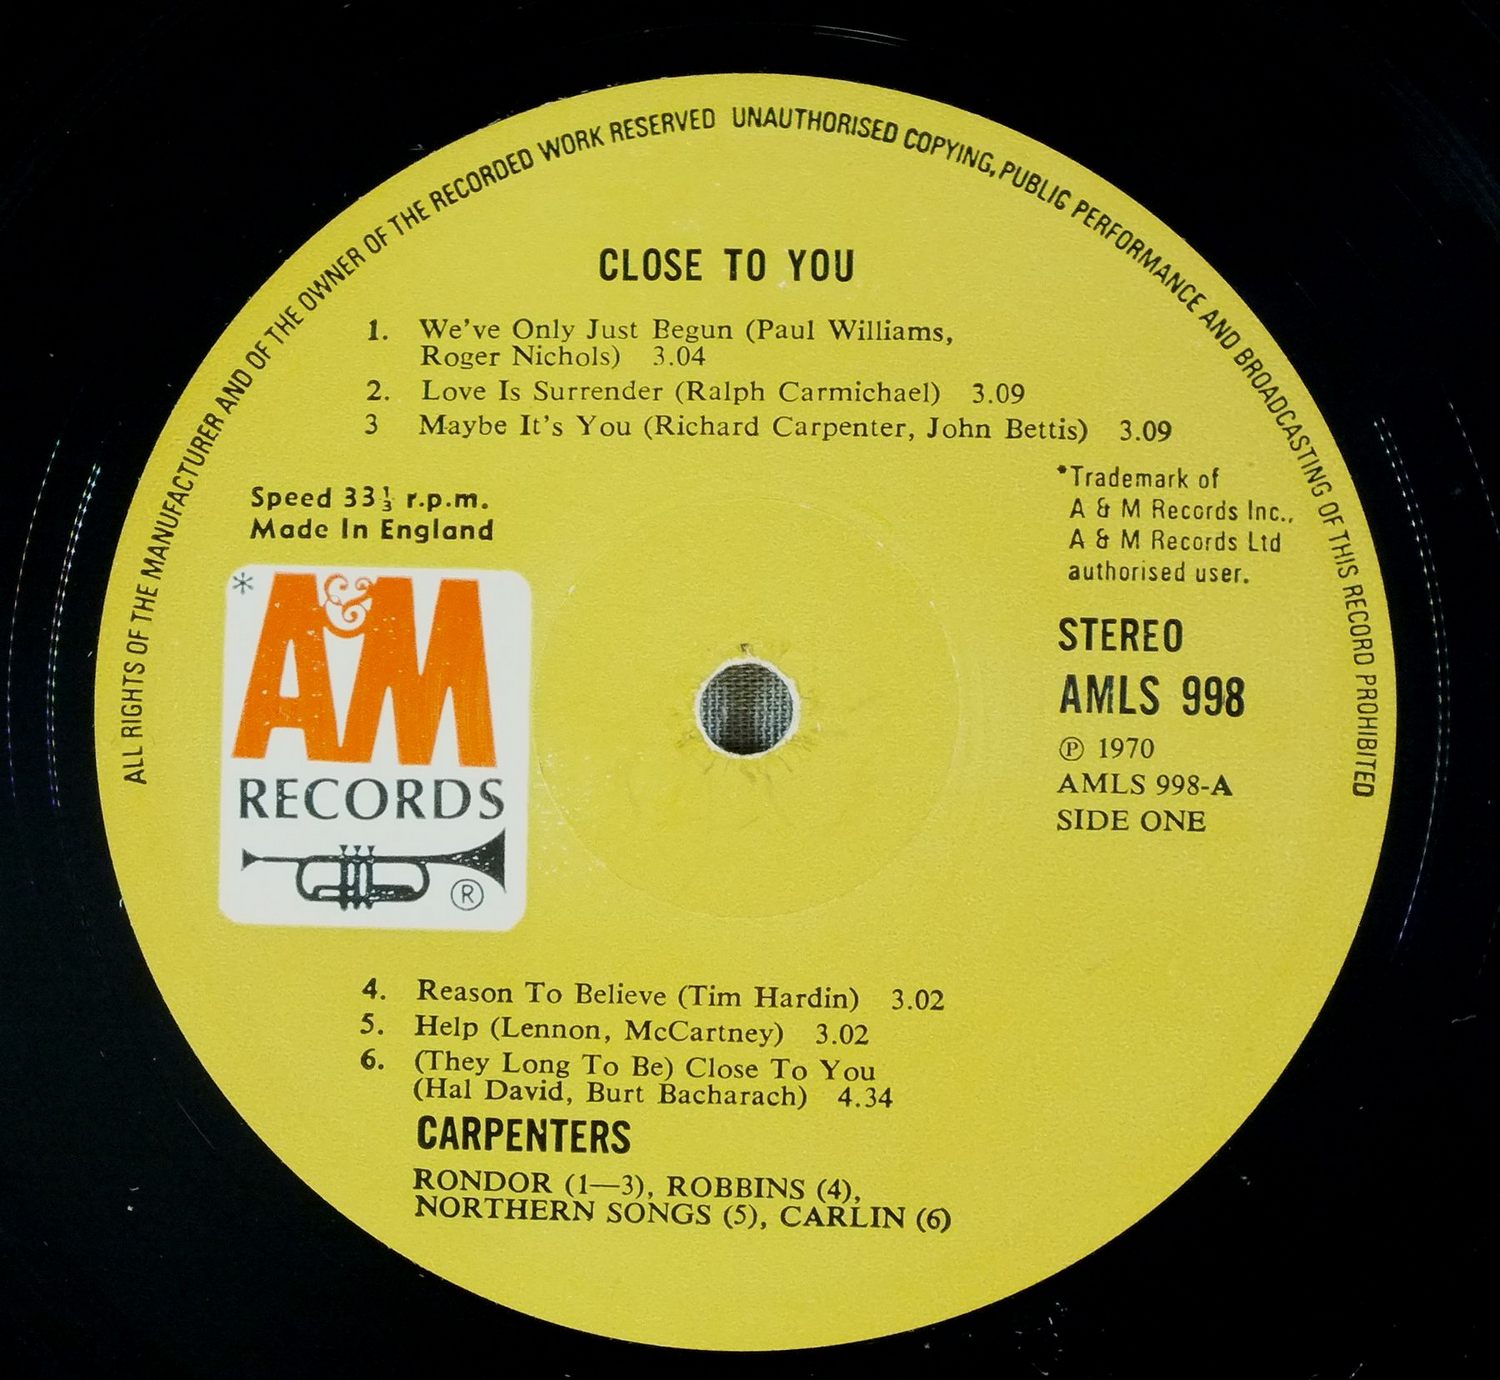 ALL RIGHTS OF THE MANUFACTURER AND OF THE OWNER OF THE RECORDED WORK RESERVED UNAUTHORISED COPYING, PUBLIC PERFORMANCE AND BROADCASTING OF THIS RECORD PROHIBITED
CLOSE TO YOU
1. We've Only Just Begun (Paul Williams,
Roger Nichols) 3.04
2. Love Is Surrender (Ralph Carmichael) 3.09
3 Maybe It's You (Richard Carpenter, John Bettis) 3.09
Speed 33⅓ r.p.m.
Made In England
*Trademark of
A & M Records Inc.,
A & M Records Ltd
authorised user.
* A&M
RECORDS
®
STEREO
AMLS 998
℗ 1970
AMLS 998-A
SIDE ONE
4. Reason To Believe (Tim Hardin) 3.02
5. Help (Lennon, McCartney) 3.02
6. (They Long To Be) Close To You
(Hal David, Burt Bacharach) 4.34
CARPENTERS
RONDOR (1—3), ROBBINS (4),
NORTHERN SONGS (5), CARLIN (6)